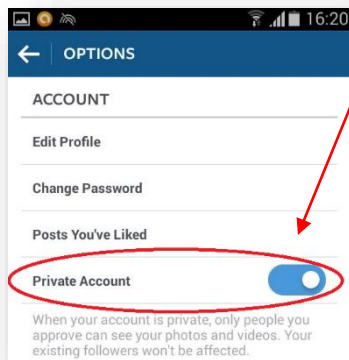 16:20
OPTIONS
ACCOUNT
Edit Profile
Change Password
Posts You've Liked
Private Account
When your account is private, only people you
approve can see your photos and videos. Your
existing followers won't be affected.